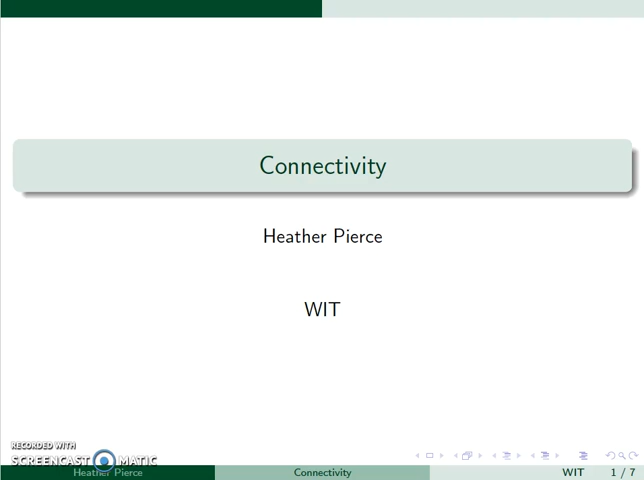 Connectivity
Heather Pierce
WIT
RECORDED WITH
SCREENCAST MATIC
Heather Pierce
Connectivity
WIT
1 / 7